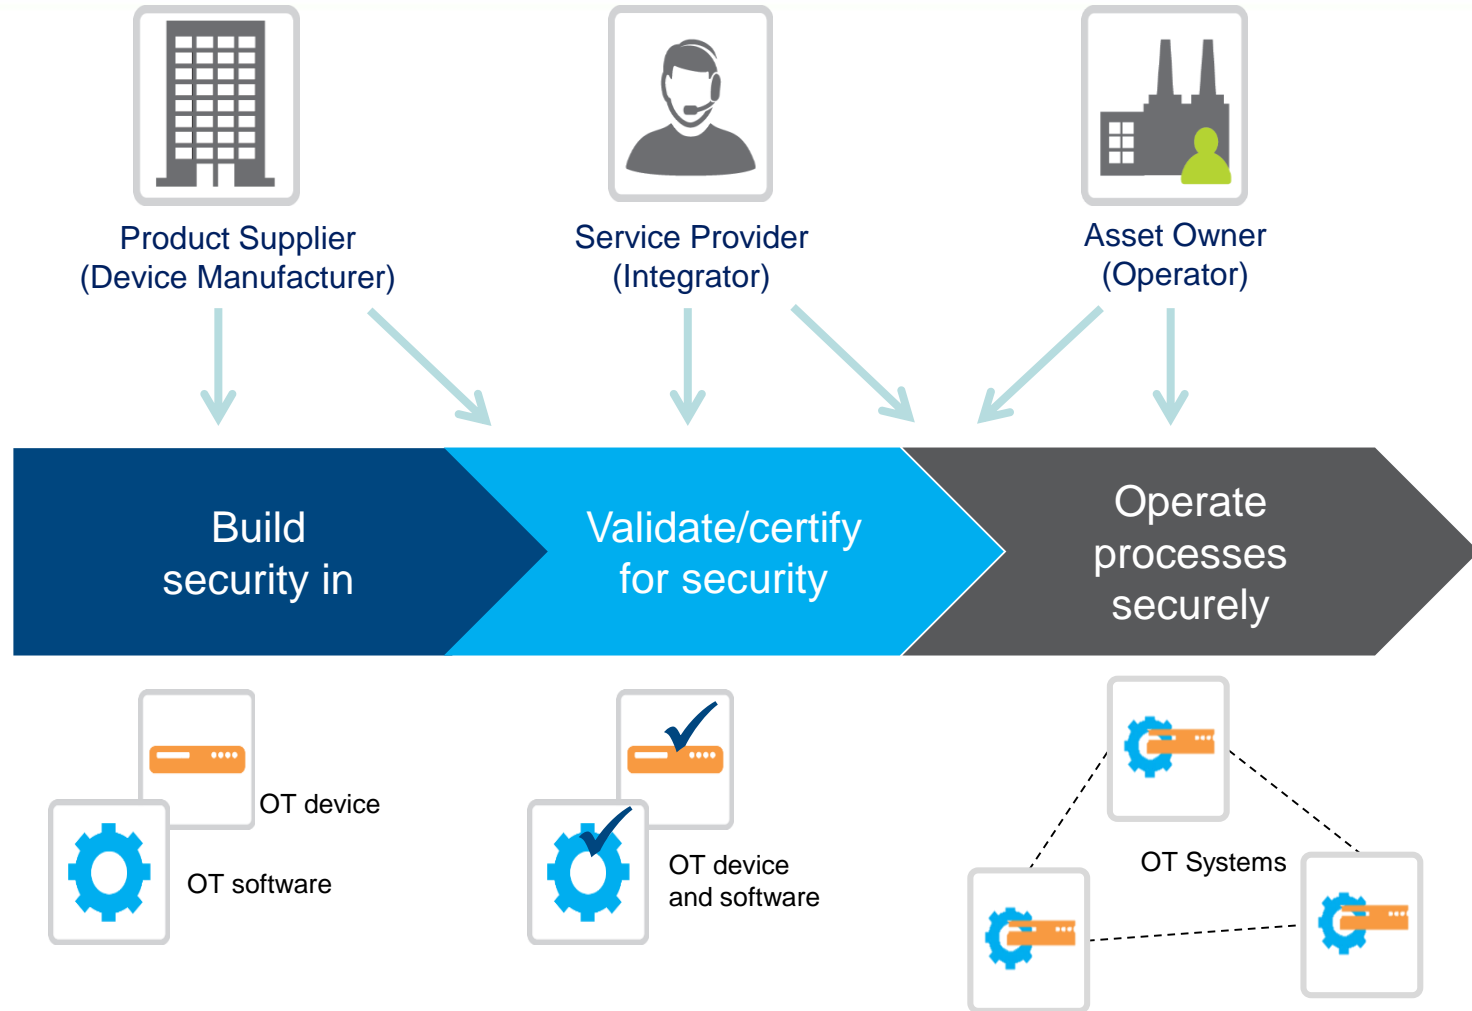 Product Supplier
(Device Manufacturer)
Service Provider
(Integrator)
Asset Owner
(Operator)
Build
security in
Validate/certify
for security
Operate
processes
securely
OT device
OT software
OT device
and software
OT Systems